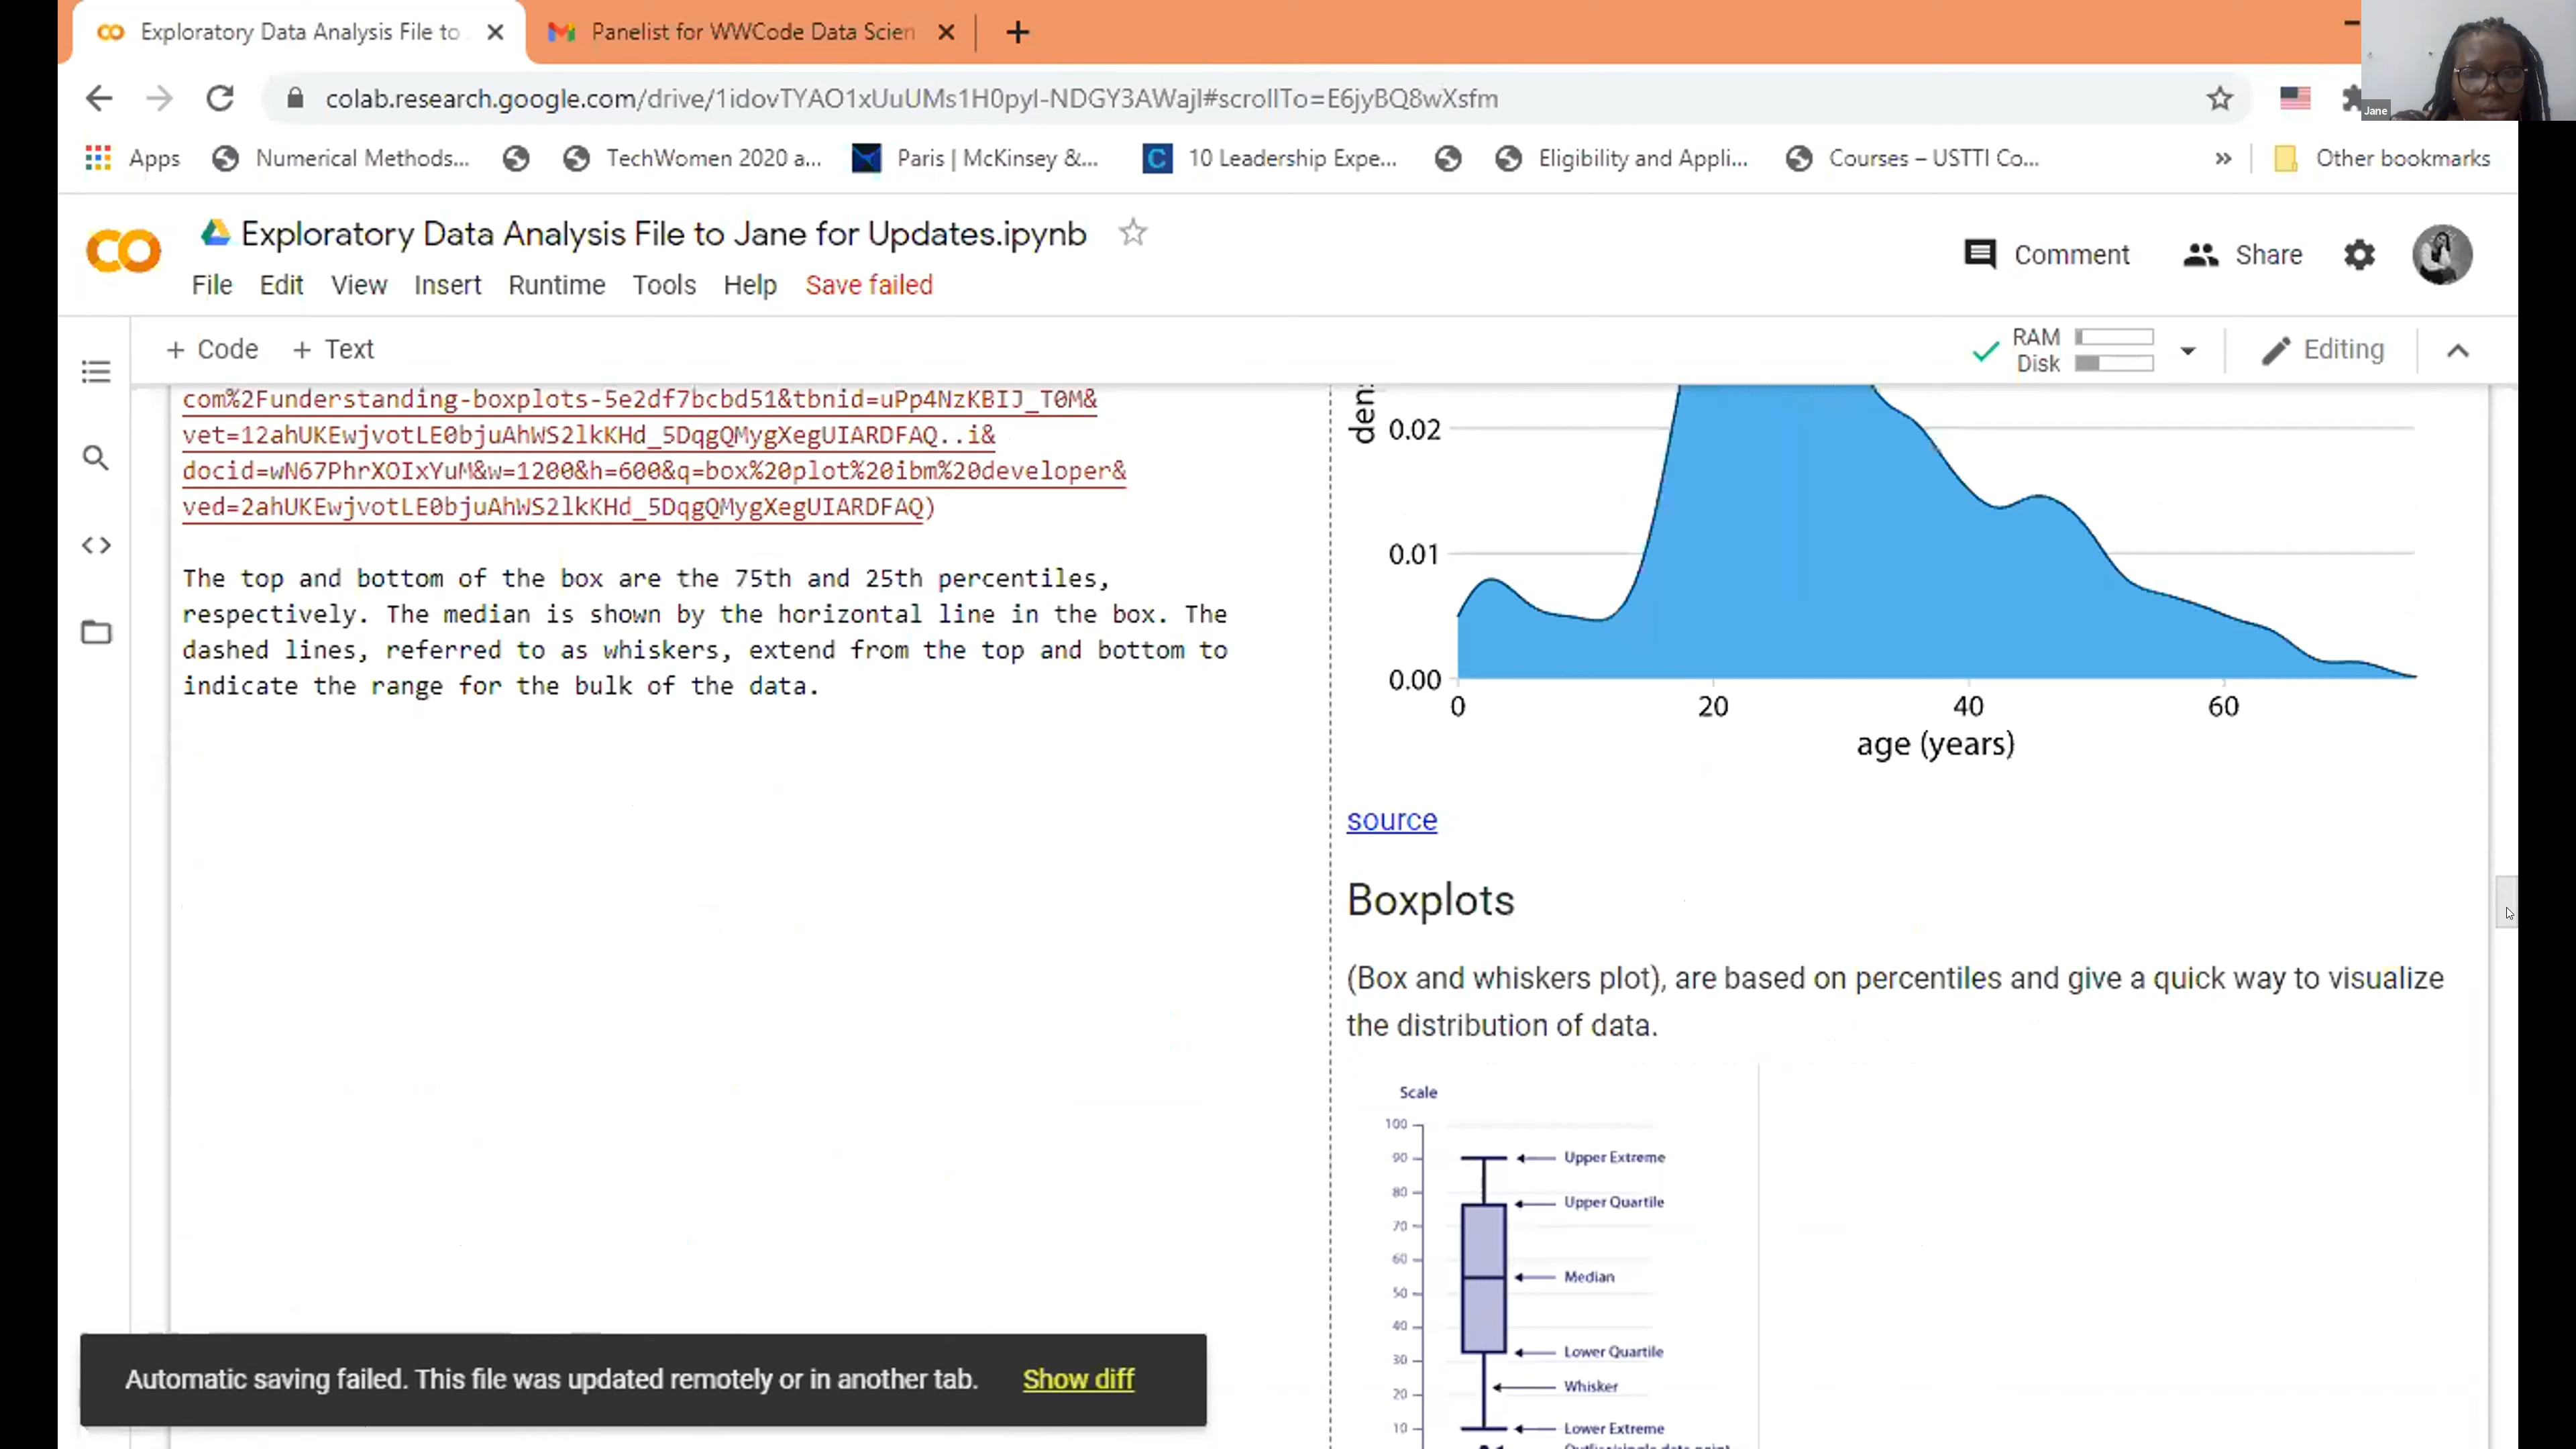 Exploratory Data Analysis File to
Panelist for WWCode Data Scien
colab.research.google.com/drive/1idovTYAO1xUuUMs1H0pyI-NDGY3AWajI#scrollTo=E6jyBQ8wXsfm
Jane
Apps
Numerical Methods...
TechWomen 2020 a...
Paris | McKinsey &...
10 Leadership Expe...
Eligibility and Appli...
Courses – USTTI Co...
Other bookmarks
Exploratory Data Analysis File to Jane for Updates.ipynb
Comment
Share
File Edit View Insert Runtime Tools Help Save failed
+ Code + Text
RAM
Disk
Editing
com%2Funderstanding-boxplots-5e2df7bcbd51&tbnid=uPp4NzKBIJ_T0M&
vet=12ahUKEwjvotLE0bjuAhWS2lkKHd_5DqgQMygXegUIARDFAQ..i&
docid=wN67PhrXOIxYuM&w=1200&h=600&q=box%20plot%20ibm%20developer&
ved=2ahUKEwjvotLE0bjuAhWS2lkKHd_5DqgQMygXegUIARDFAQ)
The top and bottom of the box are the 75th and 25th percentiles,
respectively. The median is shown by the horizontal line in the box. The
dashed lines, referred to as whiskers, extend from the top and bottom to
indicate the range for the bulk of the data.
0.02
0.01
0.00
0 20 40 60
age (years)
source
Boxplots
(Box and whiskers plot), are based on percentiles and give a quick way to visualize
the distribution of data.
Scale
100
90
Upper Extreme
80
Upper Quartile
70
60
Median
50
40
Lower Quartile
30
Whisker
20
10
Lower Extreme
Automatic saving failed. This file was updated remotely or in another tab. Show diff